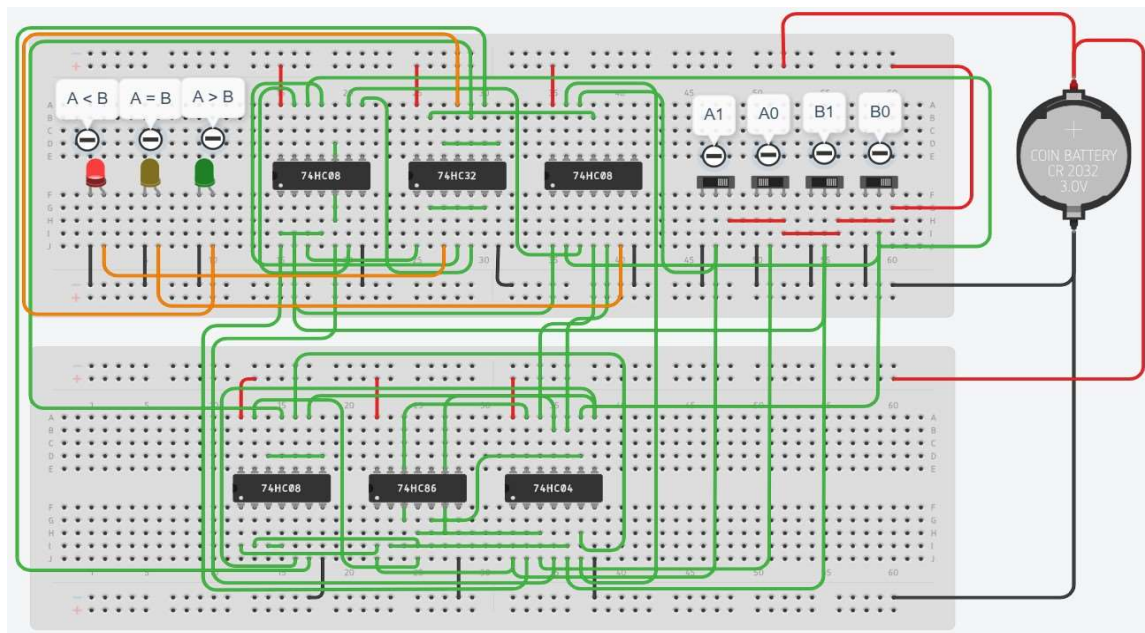 A < B
A = B
A > B
A1
A0
B1
B0
COIN BATTERY
CR 2032
3.0V
74HC08
74HC32
74HC08
74HC08
74HC86
74HC04